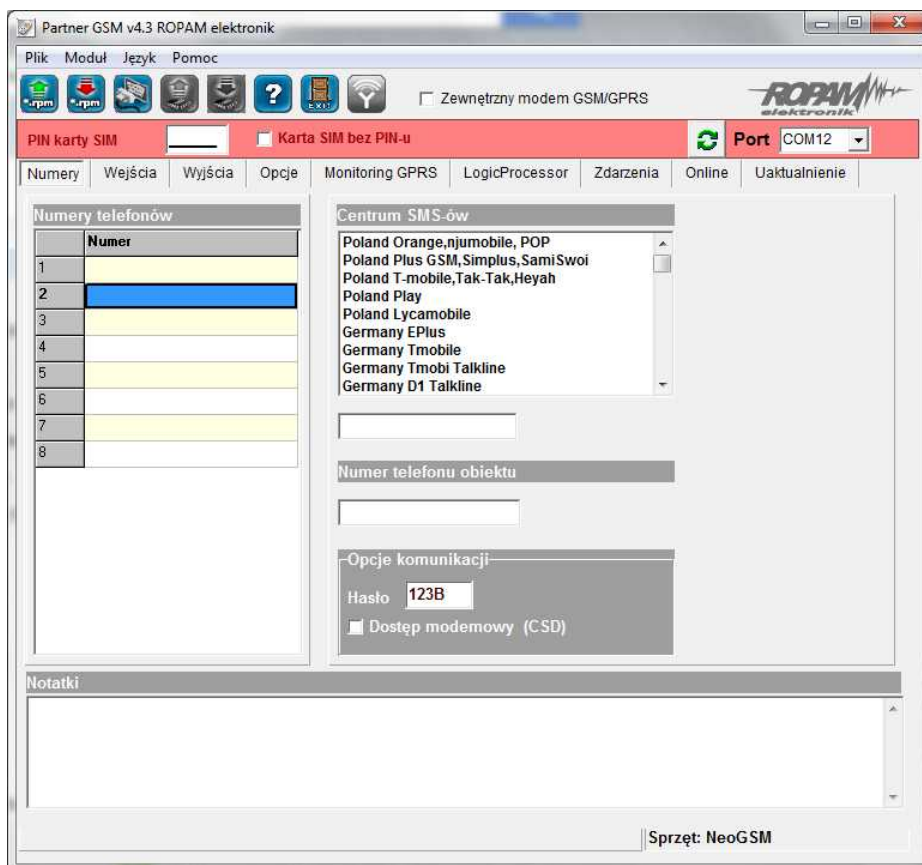 Partner GSM v4.3 ROPAM elektronik
Plik Moduł Język Pomoc
*.rpm *.rpm ? EXIT Zewnętrzny modem GSM/GPRS ROPAM
elektronik
PIN karty SIM Karta SIM bez PIN-u Port COM12
Numery Wejścia Wyjścia Opcje Monitoring GPRS LogicProcessor Zdarzenia Online Uaktualnienie
Numery telefonów
Numer
1
2
3
4
5
6
7
8
Centrum SMS-ów
Poland Orange,njumobile, POP
Poland Plus GSM,Simplus,SamiSwoi
Poland T-mobile,Tak-Tak,Heyah
Poland Play
Poland Lycamobile
Germany EPlus
Germany Tmobile
Germany Tmobi Talkline
Germany D1 Talkline
Numer telefonu obiektu
Opcje komunikacji
Hasło 123B
Dostęp modemowy (CSD)
Notatki
Sprzęt: NeoGSM